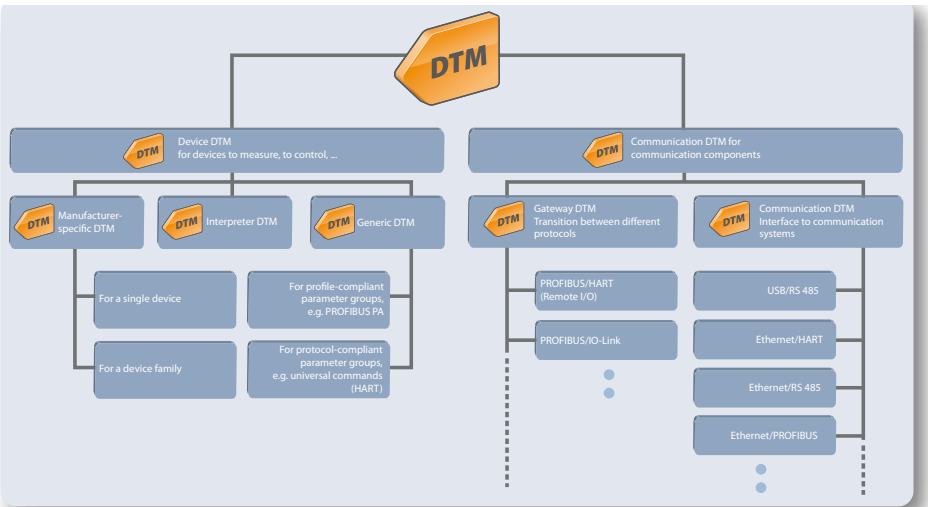 DTM
DTM
Device DTM
for devices to measure, to control, ...
DTM
Communication DTM for
communication components
DTM
Manufacturer-
specific DTM
DTM
Interpreter DTM
DTM
Generic DTM
DTM
Gateway DTM
Transition between different
protocols
DTM
Communication DTM
Interface to communication
systems
For a single device
For a device family
For profile-compliant
parameter groups,
e.g. PROFIBUS PA
For protocol-compliant
parameter groups,
e.g. universal commands
(HART)
PROFIBUS/HART
(Remote I/O)
PROFIBUS/IO-Link
USB/RS 485
Ethernet/HART
Ethernet/RS 485
Ethernet/PROFIBUS